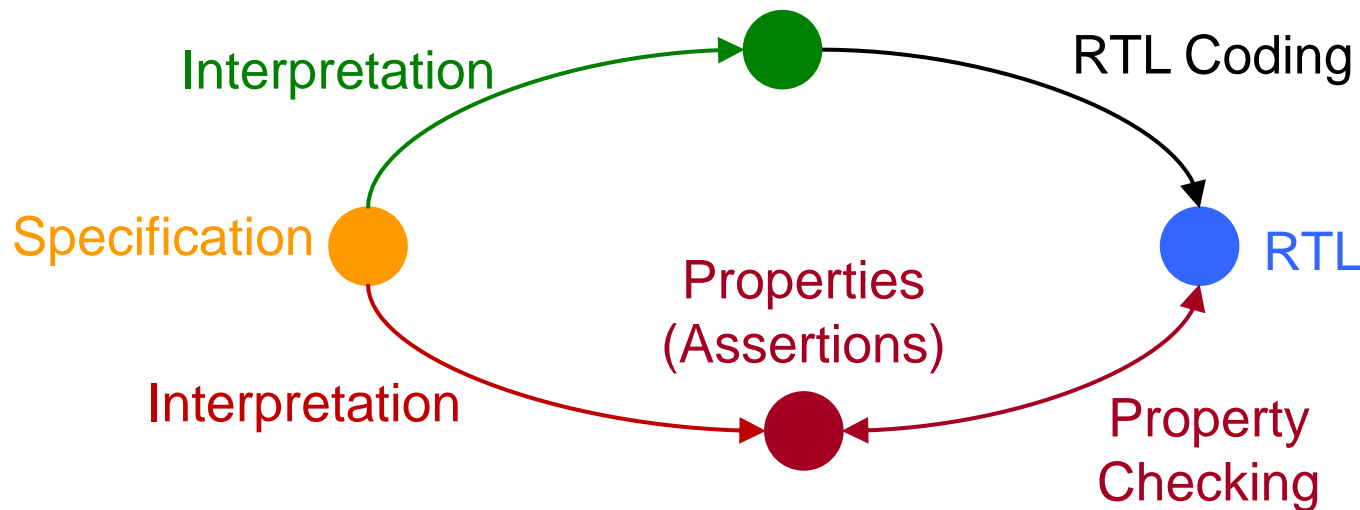 Interpretation
RTL Coding
Specification
RTL
Properties
(Assertions)
Interpretation
Property
Checking